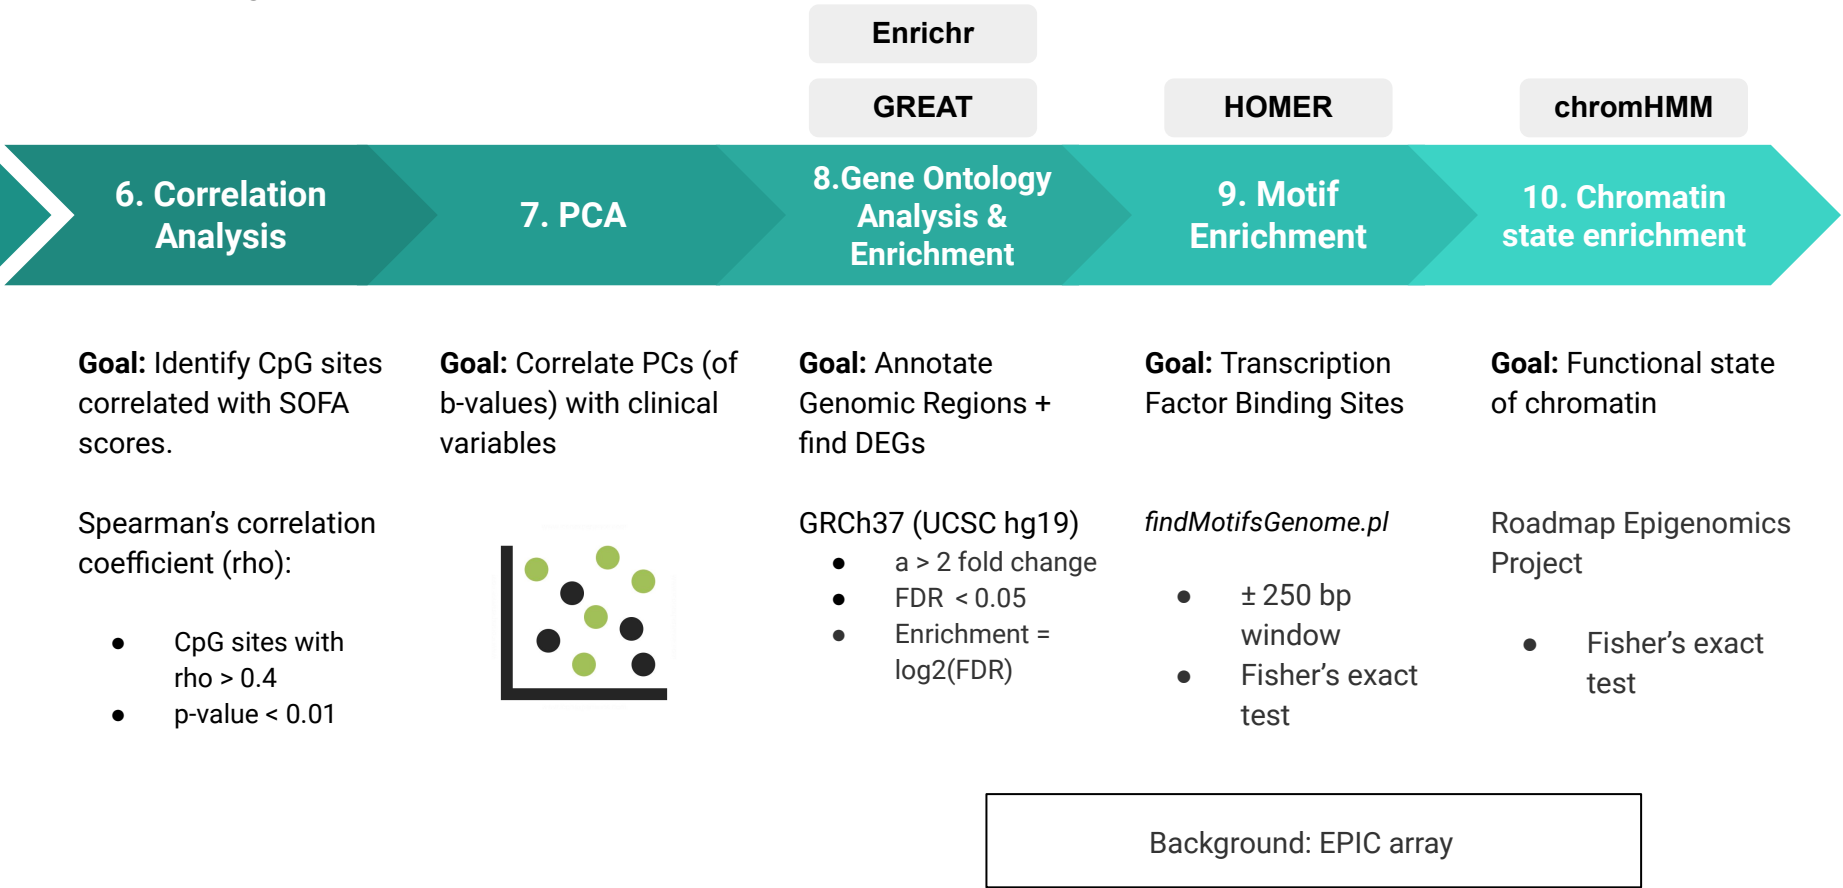 Enrichr
GREAT
HOMER
chromHMM
6. Correlation
Analysis
7. PCA
8.Gene Ontology
Analysis &
Enrichment
9. Motif
Enrichment
10. Chromatin
state enrichment
Goal: Identify CpG sites
correlated with SOFA
scores.
Spearman's correlation
coefficient (rho):
● CpG sites with
rho > 0.4
● p-value < 0.01
Goal: Correlate PCs (of
b-values) with clinical
variables
Goal: Annotate
Genomic Regions +
find DEGs
GRCh37 (UCSC hg19)
● a > 2 fold change
● FDR < 0.05
● Enrichment =
log2(FDR)
Goal: Transcription
Factor Binding Sites
findMotifsGenome.pl
● ± 250 bp
window
● Fisher's exact
test
Goal: Functional state
of chromatin
Roadmap Epigenomics
Project
● Fisher's exact
test
Background: EPIC array